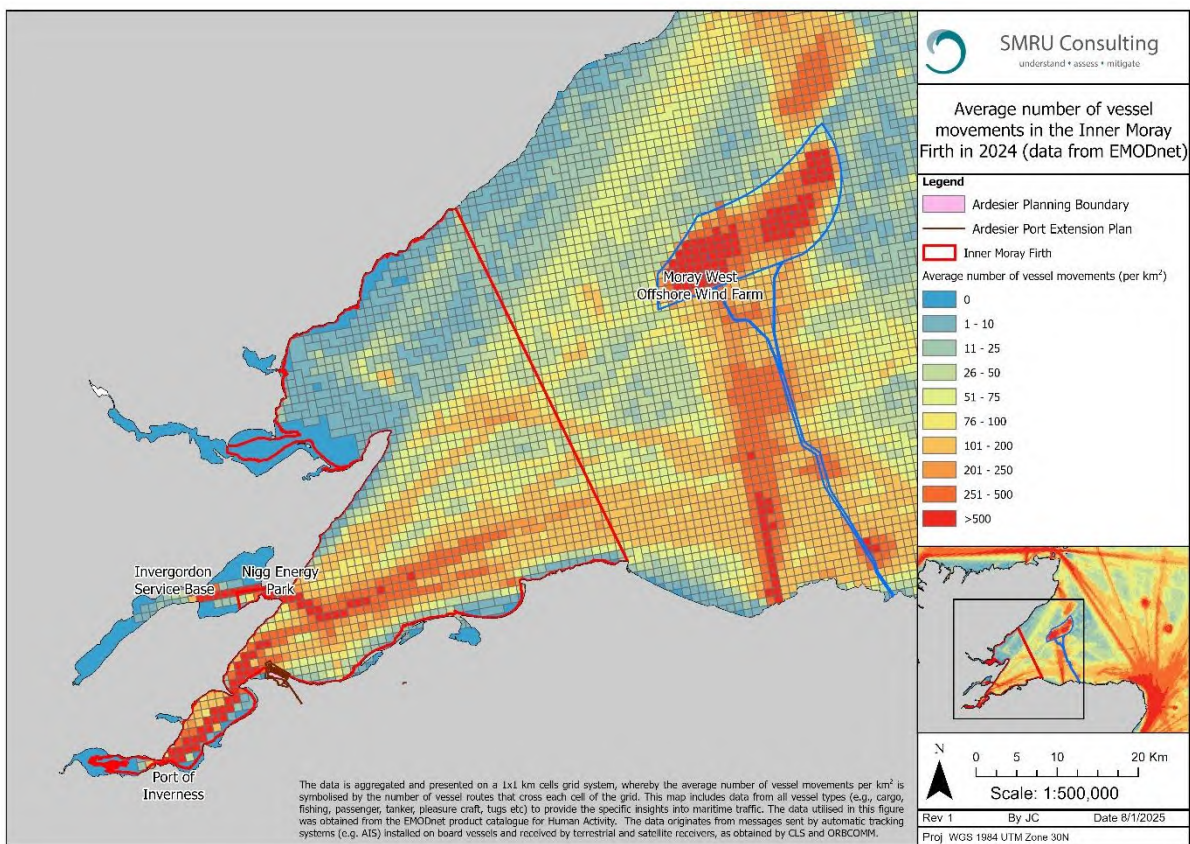 SMRU Consulting
understand • assess • mitigate
Average number of vessel
movements in the Inner Moray
Firth in 2024 (data from EMODnet)
Legend
Ardesier Planning Boundary
Ardesier Port Extension Plan
Inner Moray Firth
Average number of vessel movements (per km²)
0
1 - 10
11 - 25
26 - 50
51 - 75
76 - 100
101 - 200
201 - 250
251 - 500
>500
Moray West
Offshore Wind Farm
Invergordon
Service Base
Nigg Energy
Park
Port of
Inverness
The data is aggregated and presented on a 1x1 km cells grid system, whereby the average number of vessel movements per km² is
symbolised by the number of vessel routes that cross each cell of the grid. This map includes data from all vessel types (e.g., cargo,
fishing, passenger, tanker, pleasure craft, tugs etc) to provide the specific insights into maritime traffic. The data utilised in this figure
was obtained from the EMODnet product catalogue for Human Activity. The data originates from messages sent by automatic tracking
systems (e.g. AIS) installed on board vessels and received by terrestrial and satellite receivers, as obtained by CLS and ORBCOMM.
N
0 5 10 20 Km
Scale: 1:500,000
Rev 1 By JC Date 8/1/2025
Proj WGS 1984 UTM Zone 30N